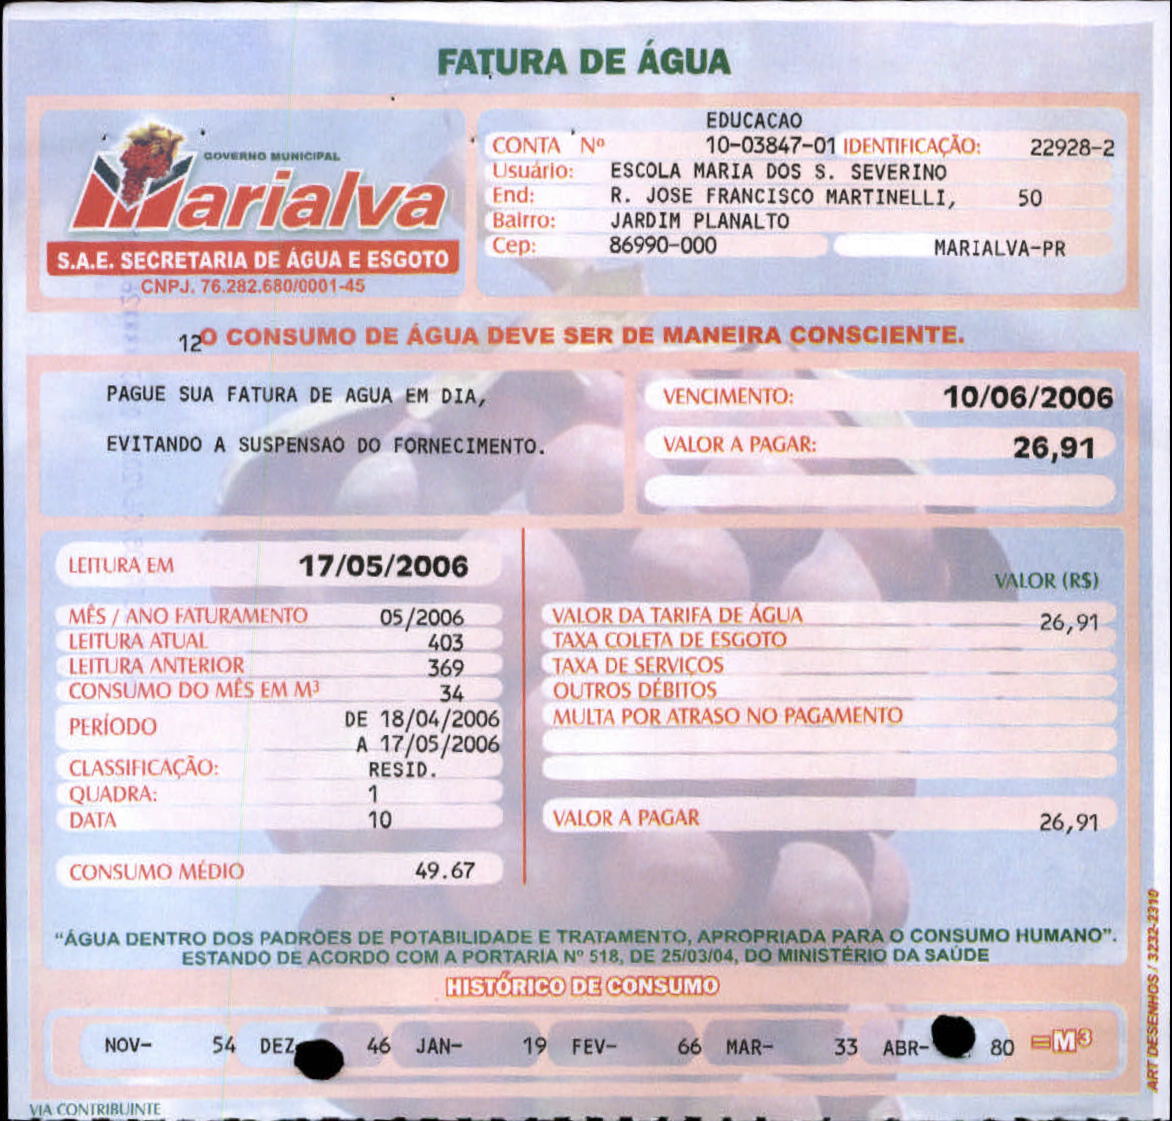 FATURA DE ÁGUA
GOVERNO MUNICIPAL
Marialva
S.A.E. SECRETARIA DE ÁGUA E ESGOTO
CNPJ. 76.282.680/0001-45
EDUCACAO
CONTA Nº 10-03847-01 IDENTIFICAÇÃO: 22928-2
Usuário: ESCOLA MARIA DOS S. SEVERINO
End: R. JOSE FRANCISCO MARTINELLI, 50
Bairro: JARDIM PLANALTO
Cep: 86990-000 MARIALVA-PR
12
O CONSUMO DE ÁGUA DEVE SER DE MANEIRA CONSCIENTE.
PAGUE SUA FATURA DE AGUA EM DIA,
EVITANDO A SUSPENSAO DO FORNECIMENTO.
VENCIMENTO: 10/06/2006
VALOR A PAGAR: 26,91
LEITURA EM 17/05/2006
MÊS / ANO FATURAMENTO 05/2006
LEITURA ATUAL 403
LEITURA ANTERIOR 369
CONSUMO DO MÊS EM M³ 34
PERÍODO DE 18/04/2006
A 17/05/2006
CLASSIFICAÇÃO: RESID.
QUADRA: 1
DATA 10
CONSUMO MÉDIO 49.67
VALOR (R$)
VALOR DA TARIFA DE ÁGUA 26,91
TAXA COLETA DE ESGOTO
TAXA DE SERVIÇOS
OUTROS DÉBITOS
MULTA POR ATRASO NO PAGAMENTO
VALOR A PAGAR 26,91
"ÁGUA DENTRO DOS PADRÕES DE POTABILIDADE E TRATAMENTO, APROPRIADA PARA O CONSUMO HUMANO".
ESTANDO DE ACORDO COM A PORTARIA Nº 518, DE 25/03/04, DO MINISTÉRIO DA SAÚDE
HISTÓRICO DE CONSUMO
NOV- 54 DEZ 46 JAN- 19 FEV- 66 MAR- 33 ABR- 80 =M³
VIA CONTRIBUINTE
ART DESENHOS / 3232-2310